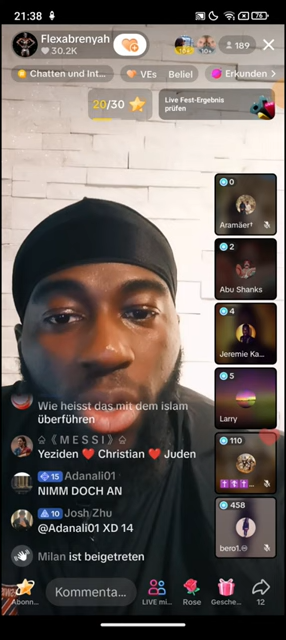 21:38
76
Flexabrenyah
30.2K
10+
189
Chatten und Int...
VEs
Beliel
Erkunden >
20/30
Live Fest-Ergebnis
prüfen
0
Aramäer†
2
Abu Shanks
4
Jeremie Ka...
5
Larry
110
...
458
bero1.
Wie heisst das mit dem islam
überführen
《MESSI》
Yeziden ❤️ Christian ❤️ Juden
15 Adanali01
NIMM DOCH AN
10 Josh Zhu
@Adanali01 XD 14
Milan ist beigetreten
Abonn...
Kommenta...
LIVE mi...
Rose
Gesche...
12